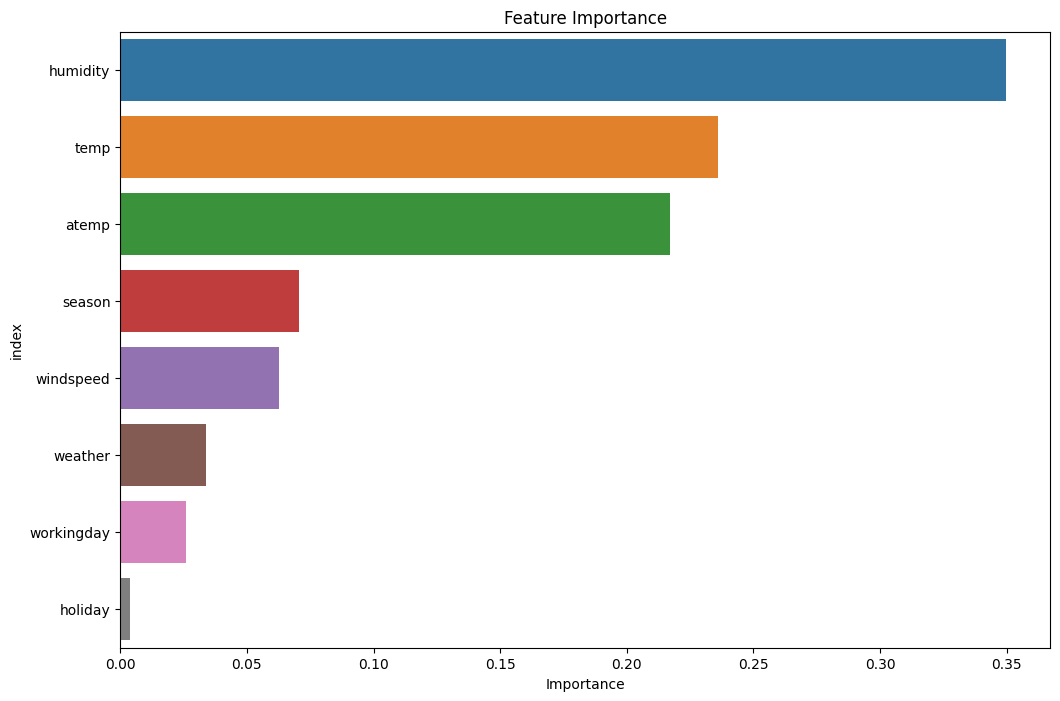 Feature Importance
humidity
temp
atemp
season
windspeed
weather
workingday
holiday
index
0.00 0.05 0.10 0.15 0.20 0.25 0.30 0.35
Importance